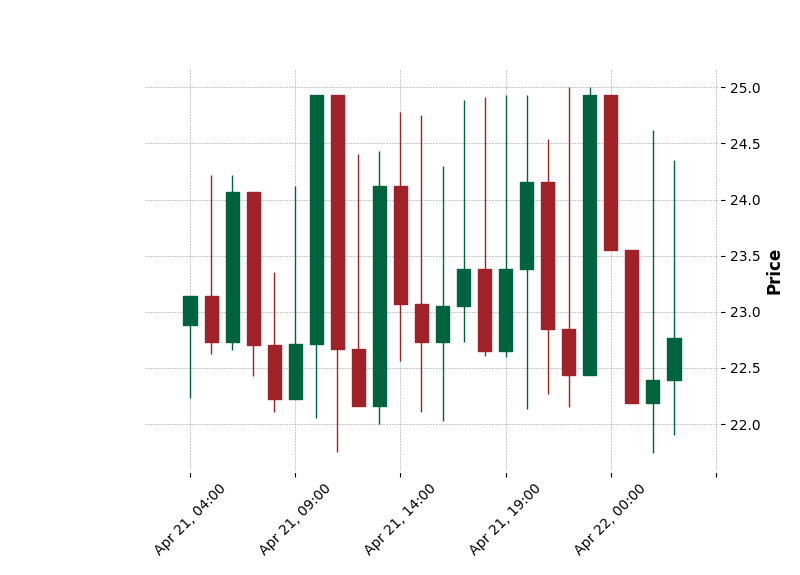 25.0
24.5
24.0
23.5
23.0
22.5
22.0
Price
Apr 21, 04:00
Apr 21, 09:00
Apr 21, 14:00
Apr 21, 19:00
Apr 22, 00:00